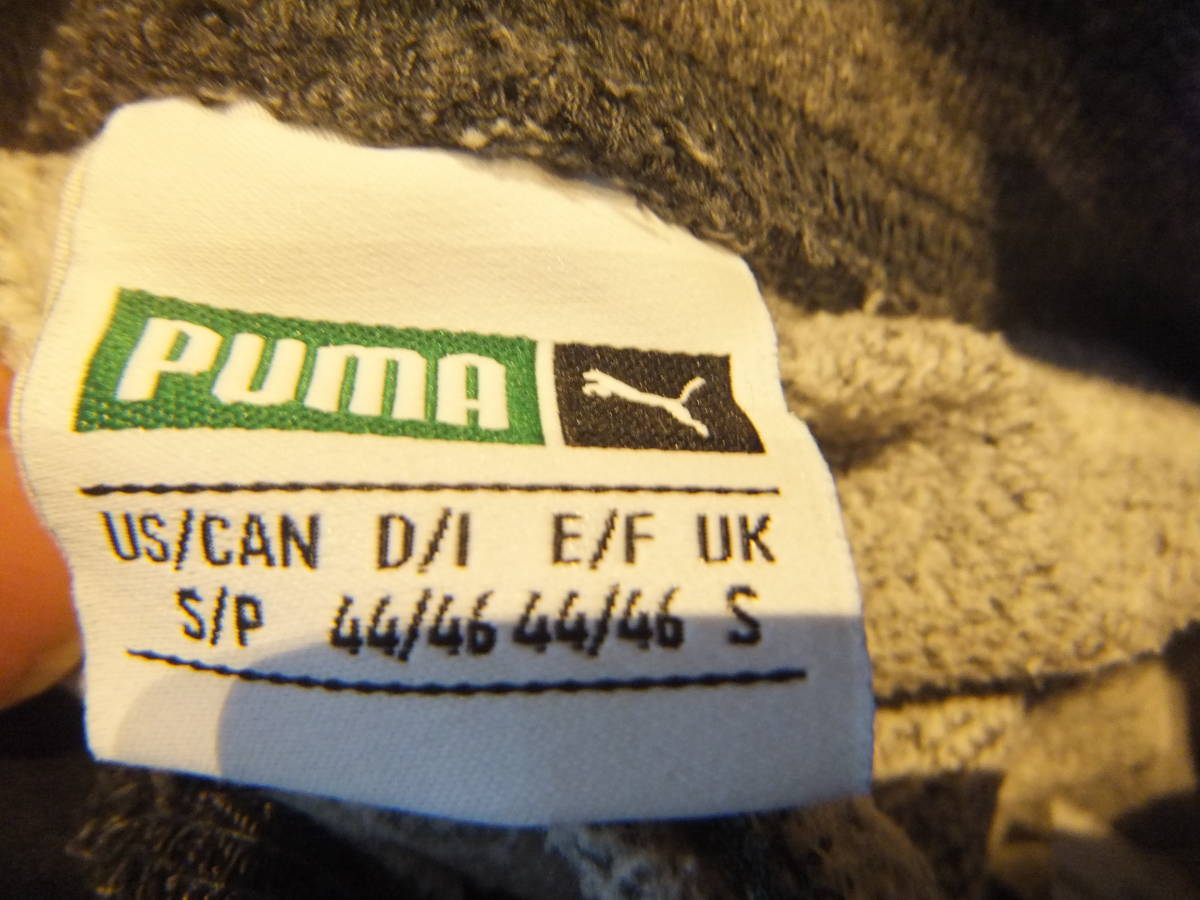 PUMA
US/CAN D/I E/F UK
S/P 44/46 44/46 S